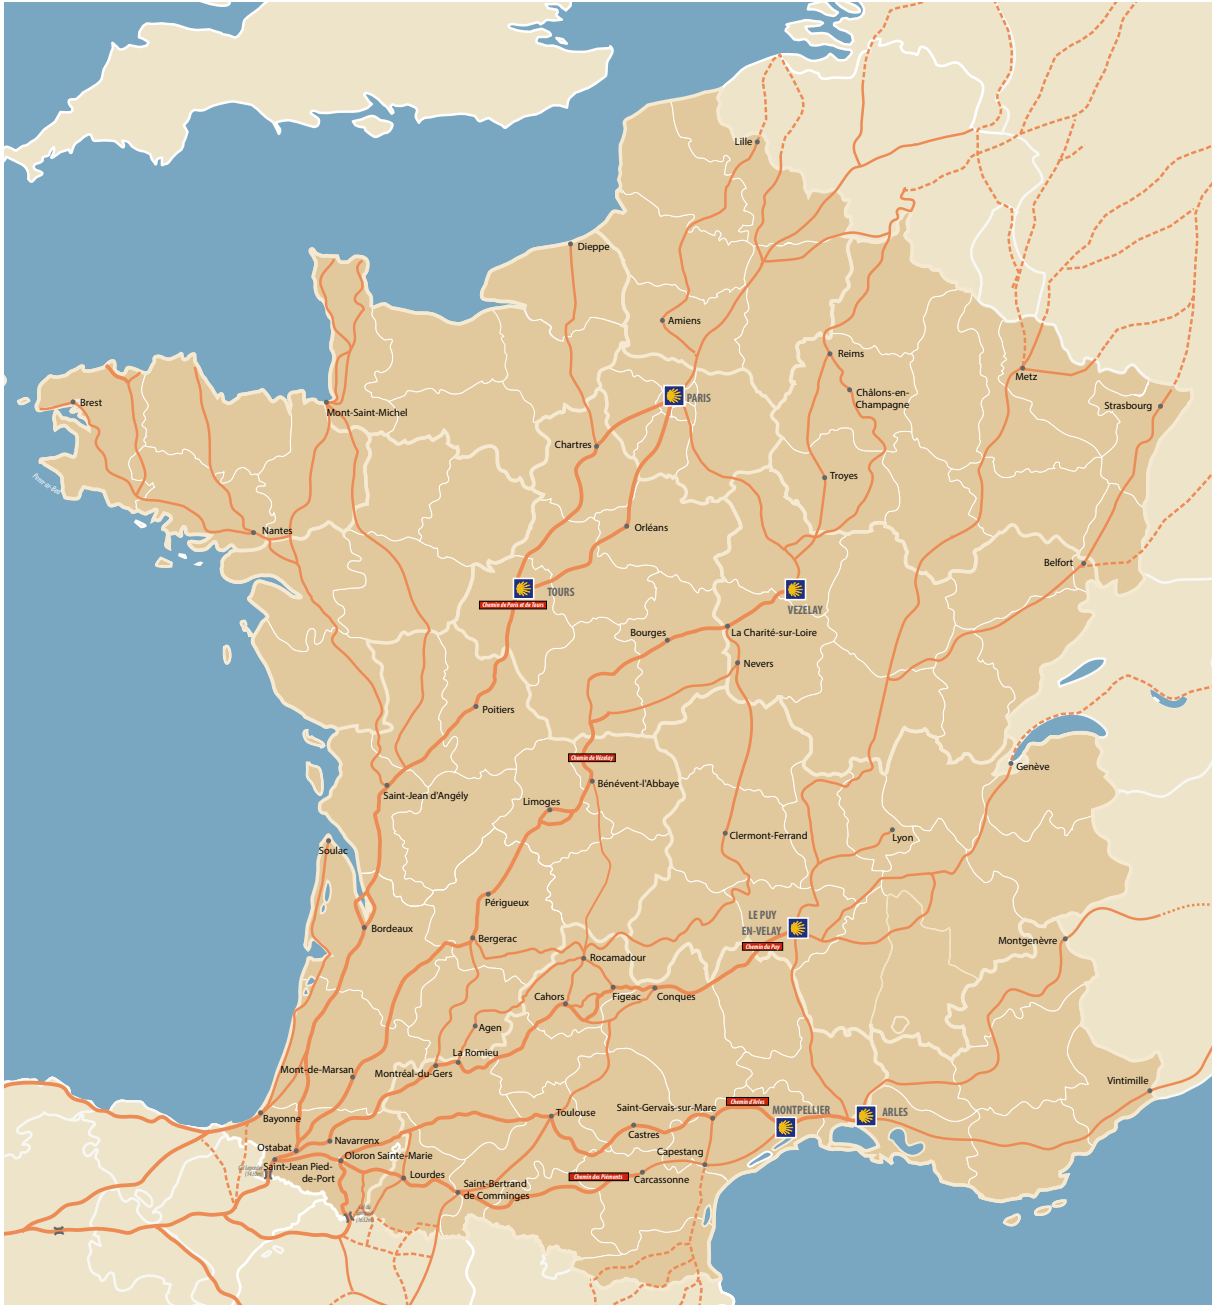 Lille
Dieppe
Amiens
Reims
Metz
Châlons-en-
Champagne
Strasbourg
Brest
PARIS
Mont-Saint-Michel
Chartres
Troyes
Nantes
Orléans
Belfort
TOURS
Chemin de Paris et de Tours
VEZELAY
Bourges
La Charité-sur-Loire
Nevers
Poitiers
Chemin de Vézelay
Genève
Bénévent-l'Abbaye
Saint-Jean d'Angély
Limoges
Clermont-Ferrand
Lyon
Soulac
Périgueux
LE PUY
EN-VELAY
Bordeaux
Bergerac
Chemin du Puy
Montgenèvre
Rocamadour
Cahors
Figeac
Conques
Agen
La Romieu
Mont-de-Marsan
Montréal-du-Gers
Vintimille
Chemin d'Arles
Bayonne
Toulouse
Saint-Gervais-sur-Mare
MONTPELLIER
ARLES
Castres
Navarrenx
Ostabat
Oloron Sainte-Marie
Capestang
Saint-Jean Pied-
de-Port
Lourdes
Chemin des Piémonts
Carcassonne
Saint-Bertrand
de Comminges